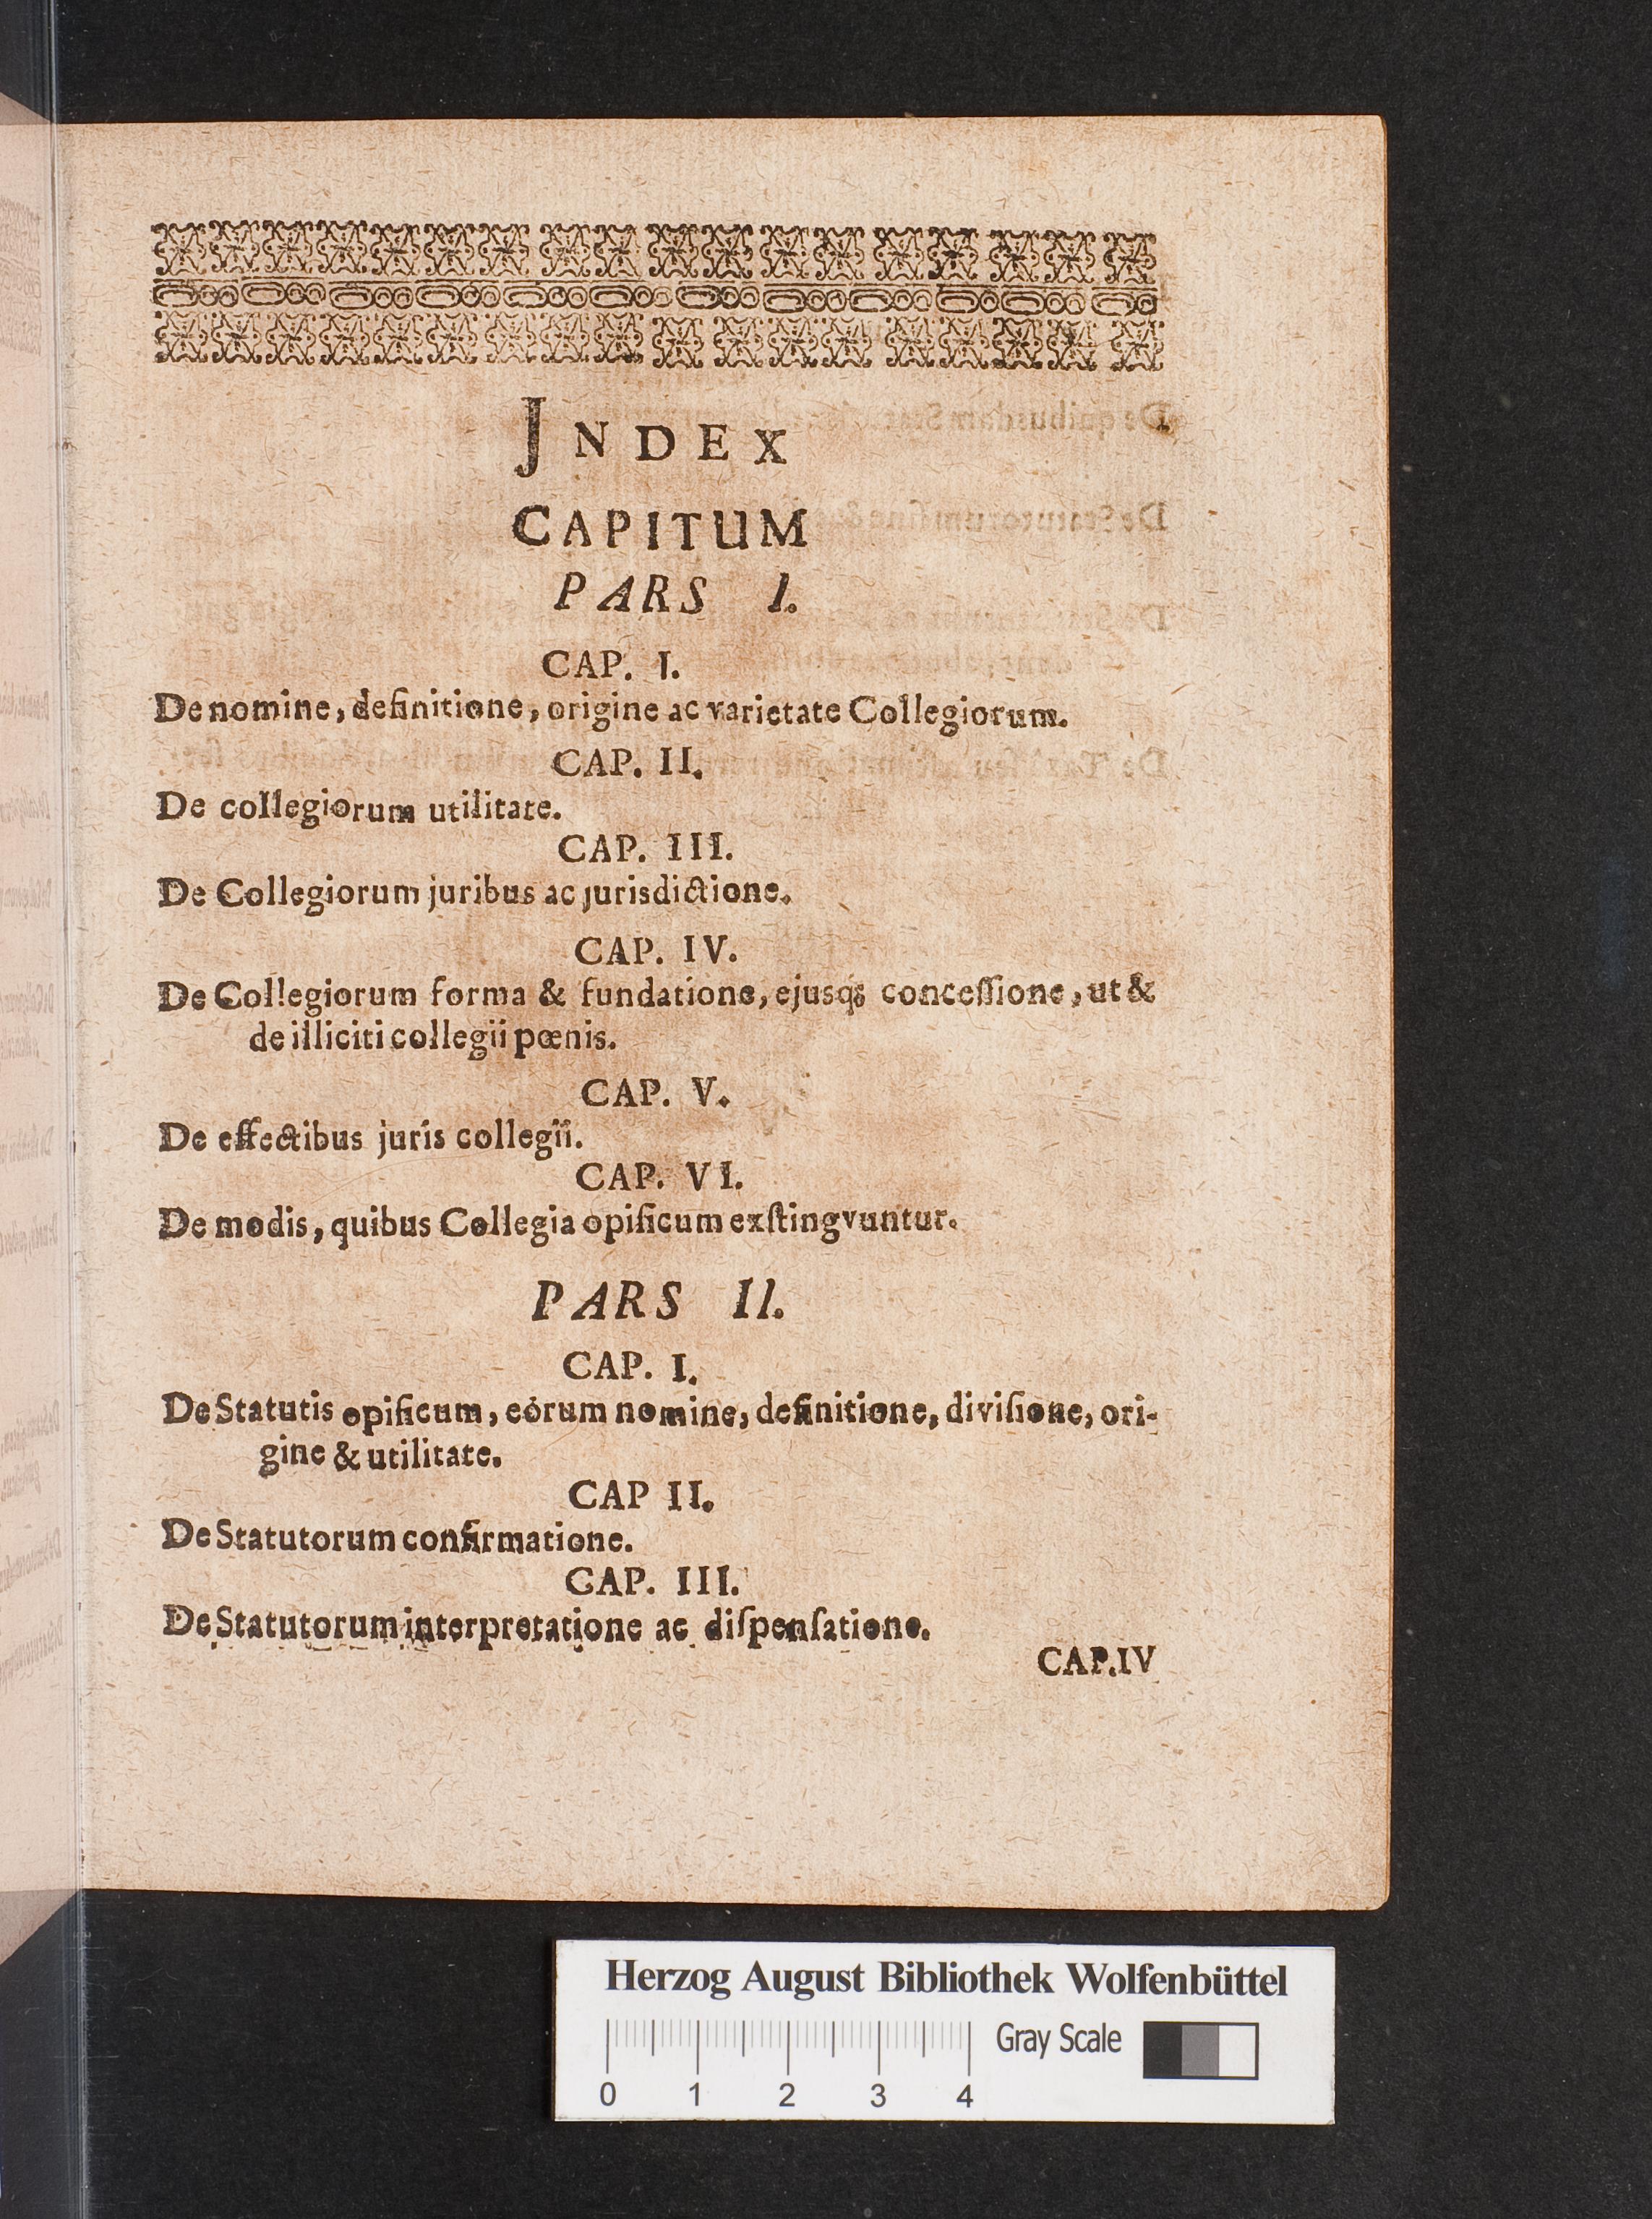 JNDEX
CAPITUM
PARS I.
CAP. I.
De nomine, definitione, origine ac varietate Collegiorum.
CAP. II.
De collegiorum utilitate.
CAP. III.
De Collegiorum juribus ac jurisdictione.
CAP. IV.
De Collegiorum forma & fundatione, ejusq; conceſſione, ut &
de illiciti collegii pœnis.
CAP. V.
De effectibus juris collegii.
CAP. VI.
De modis, quibus Collegia opificum exſtingvuntur.
PARS II.
CAP. I.
De Statutis opificum, eórum nomine, definitione, diviſione, ori-
gine & utilitate.
CAP II.
De Statutorum confirmatione.
CAP. III.
De Statutorum interpretatione ac diſpenſatione.
CAP. IV
Herzog August Bibliothek Wolfenbüttel
Gray Scale
0 1 2 3 4